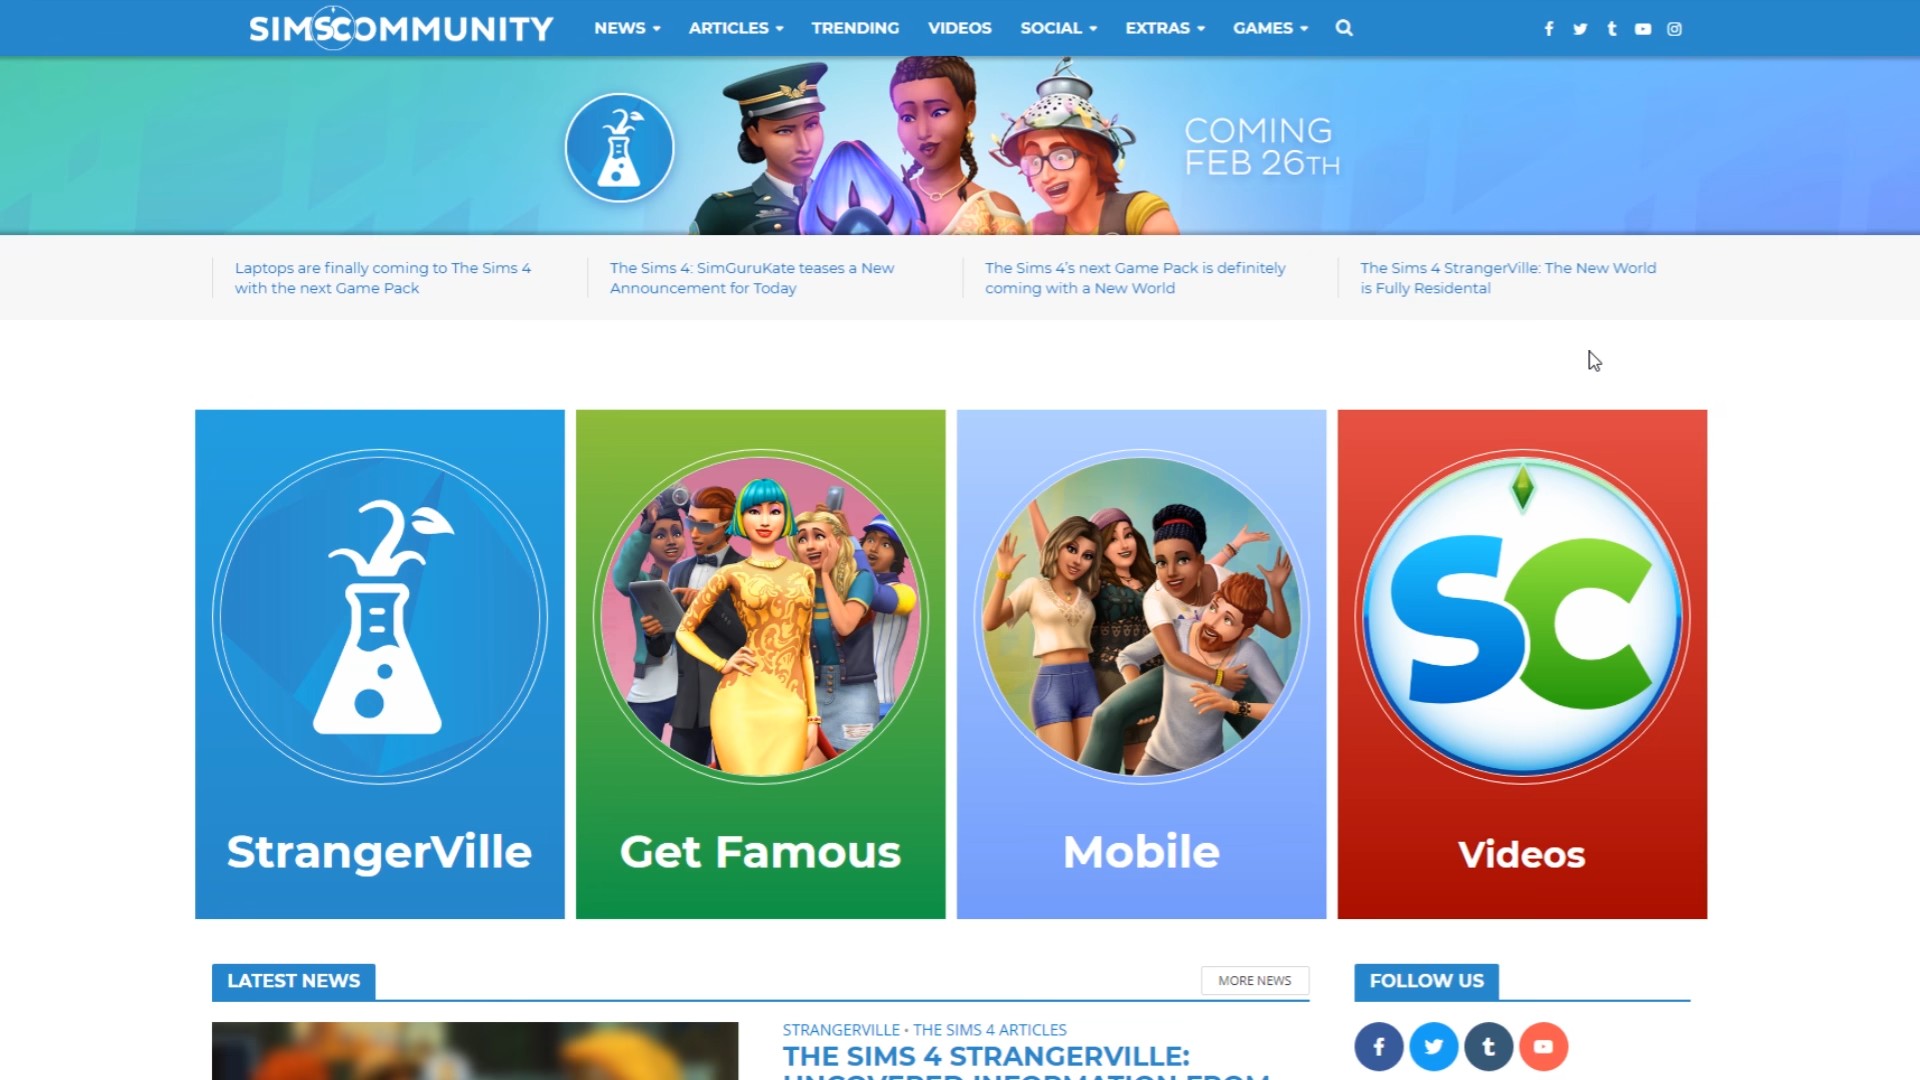 SIMSCOMMUNITY NEWS ARTICLES TRENDING VIDEOS SOCIAL EXTRAS GAMES
COMING
FEB 26TH
Laptops are finally coming to The Sims 4
with the next Game Pack
The Sims 4: SimGuruKate teases a New
Announcement for Today
The Sims 4's next Game Pack is definitely
coming with a New World
The Sims 4 StrangerVille: The New World
is Fully Residental
SC
StrangerVille
Get Famous
Mobile
Videos
LATEST NEWS
MORE NEWS
FOLLOW US
STRANGERVILLE • THE SIMS 4 ARTICLES
THE SIMS 4 STRANGERVILLE:
UNCOVERED INFORMATION FROM